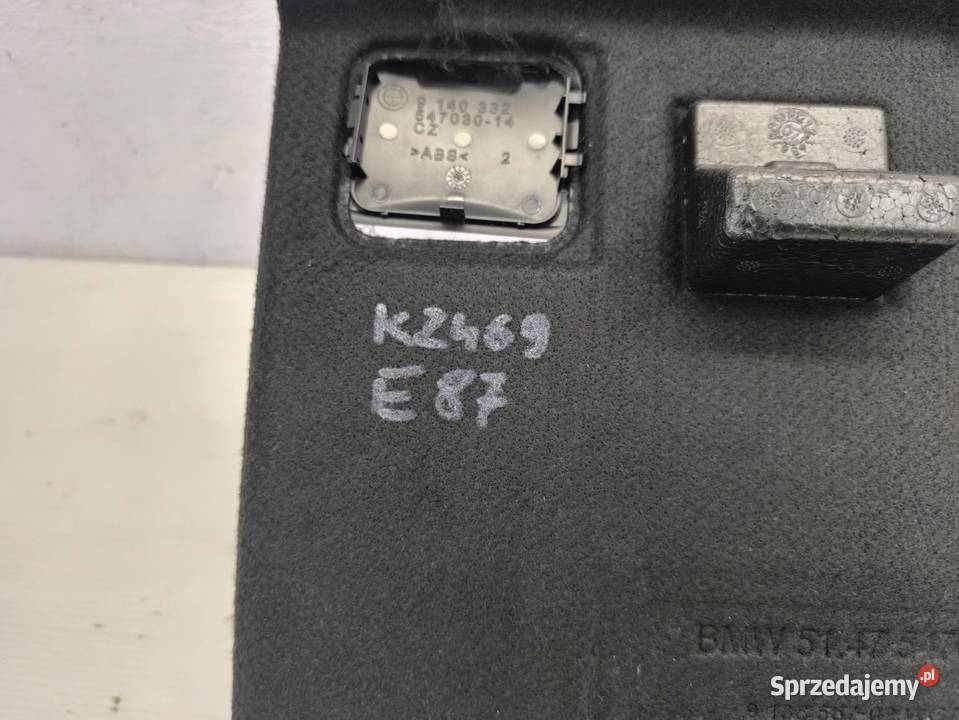 9 140 332
647030-14
CZ
>ABS< 2
K2469
E87
BMW 51.47
Sprzedajemy.pl